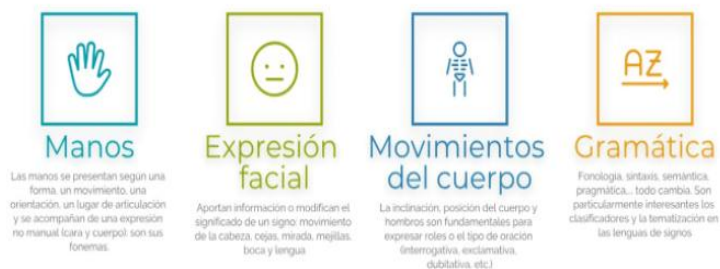 AZ
Manos
Las manos se presentan según una
forma, un movimiento, una
orientación, un lugar de articulación
y se acompañan de una expresión
no manual (cara y cuerpo): son sus
fonemas.
Expresión
facial
Aportan información o modifican el
significado de un signo: movimiento
de la cabeza, cejas, mirada, mejillas,
boca y lengua
Movimientos
del cuerpo
La inclinación, posición del cuerpo y
hombros son fundamentales para
expresar roles o el tipo de oración
(interrogativa, exclamativa,
dubitativa, etc.)
Gramática
Fonología, sintaxis, semántica,
pragmática,... todo cambia. Son
particularmente interesantes los
clasificadores y la tematización en
las lenguas de signos